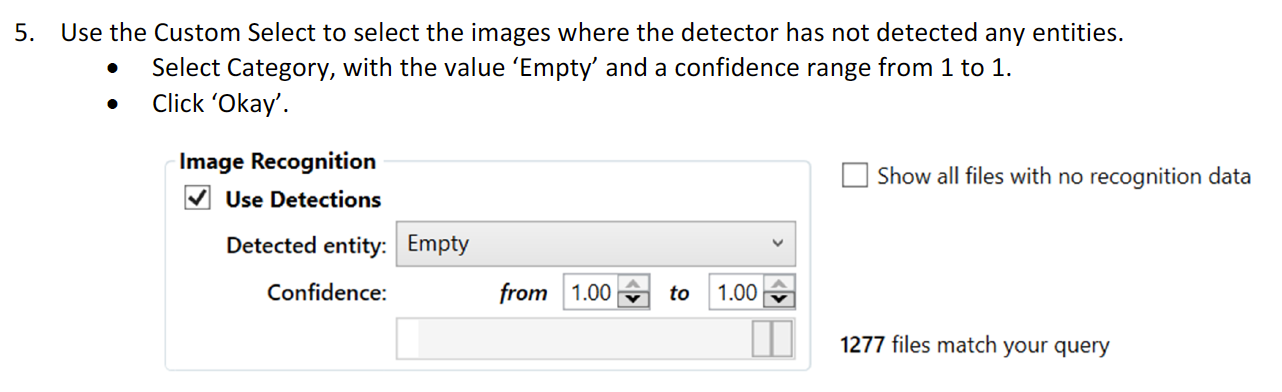 5. Use the Custom Select to select the images where the detector has not detected any entities.
• Select Category, with the value ‘Empty’ and a confidence range from 1 to 1.
• Click ‘Okay’.
Image Recognition
Use Detections
Show all files with no recognition data
Detected entity: Empty
Confidence: from 1.00 to 1.00
1277 files match your query